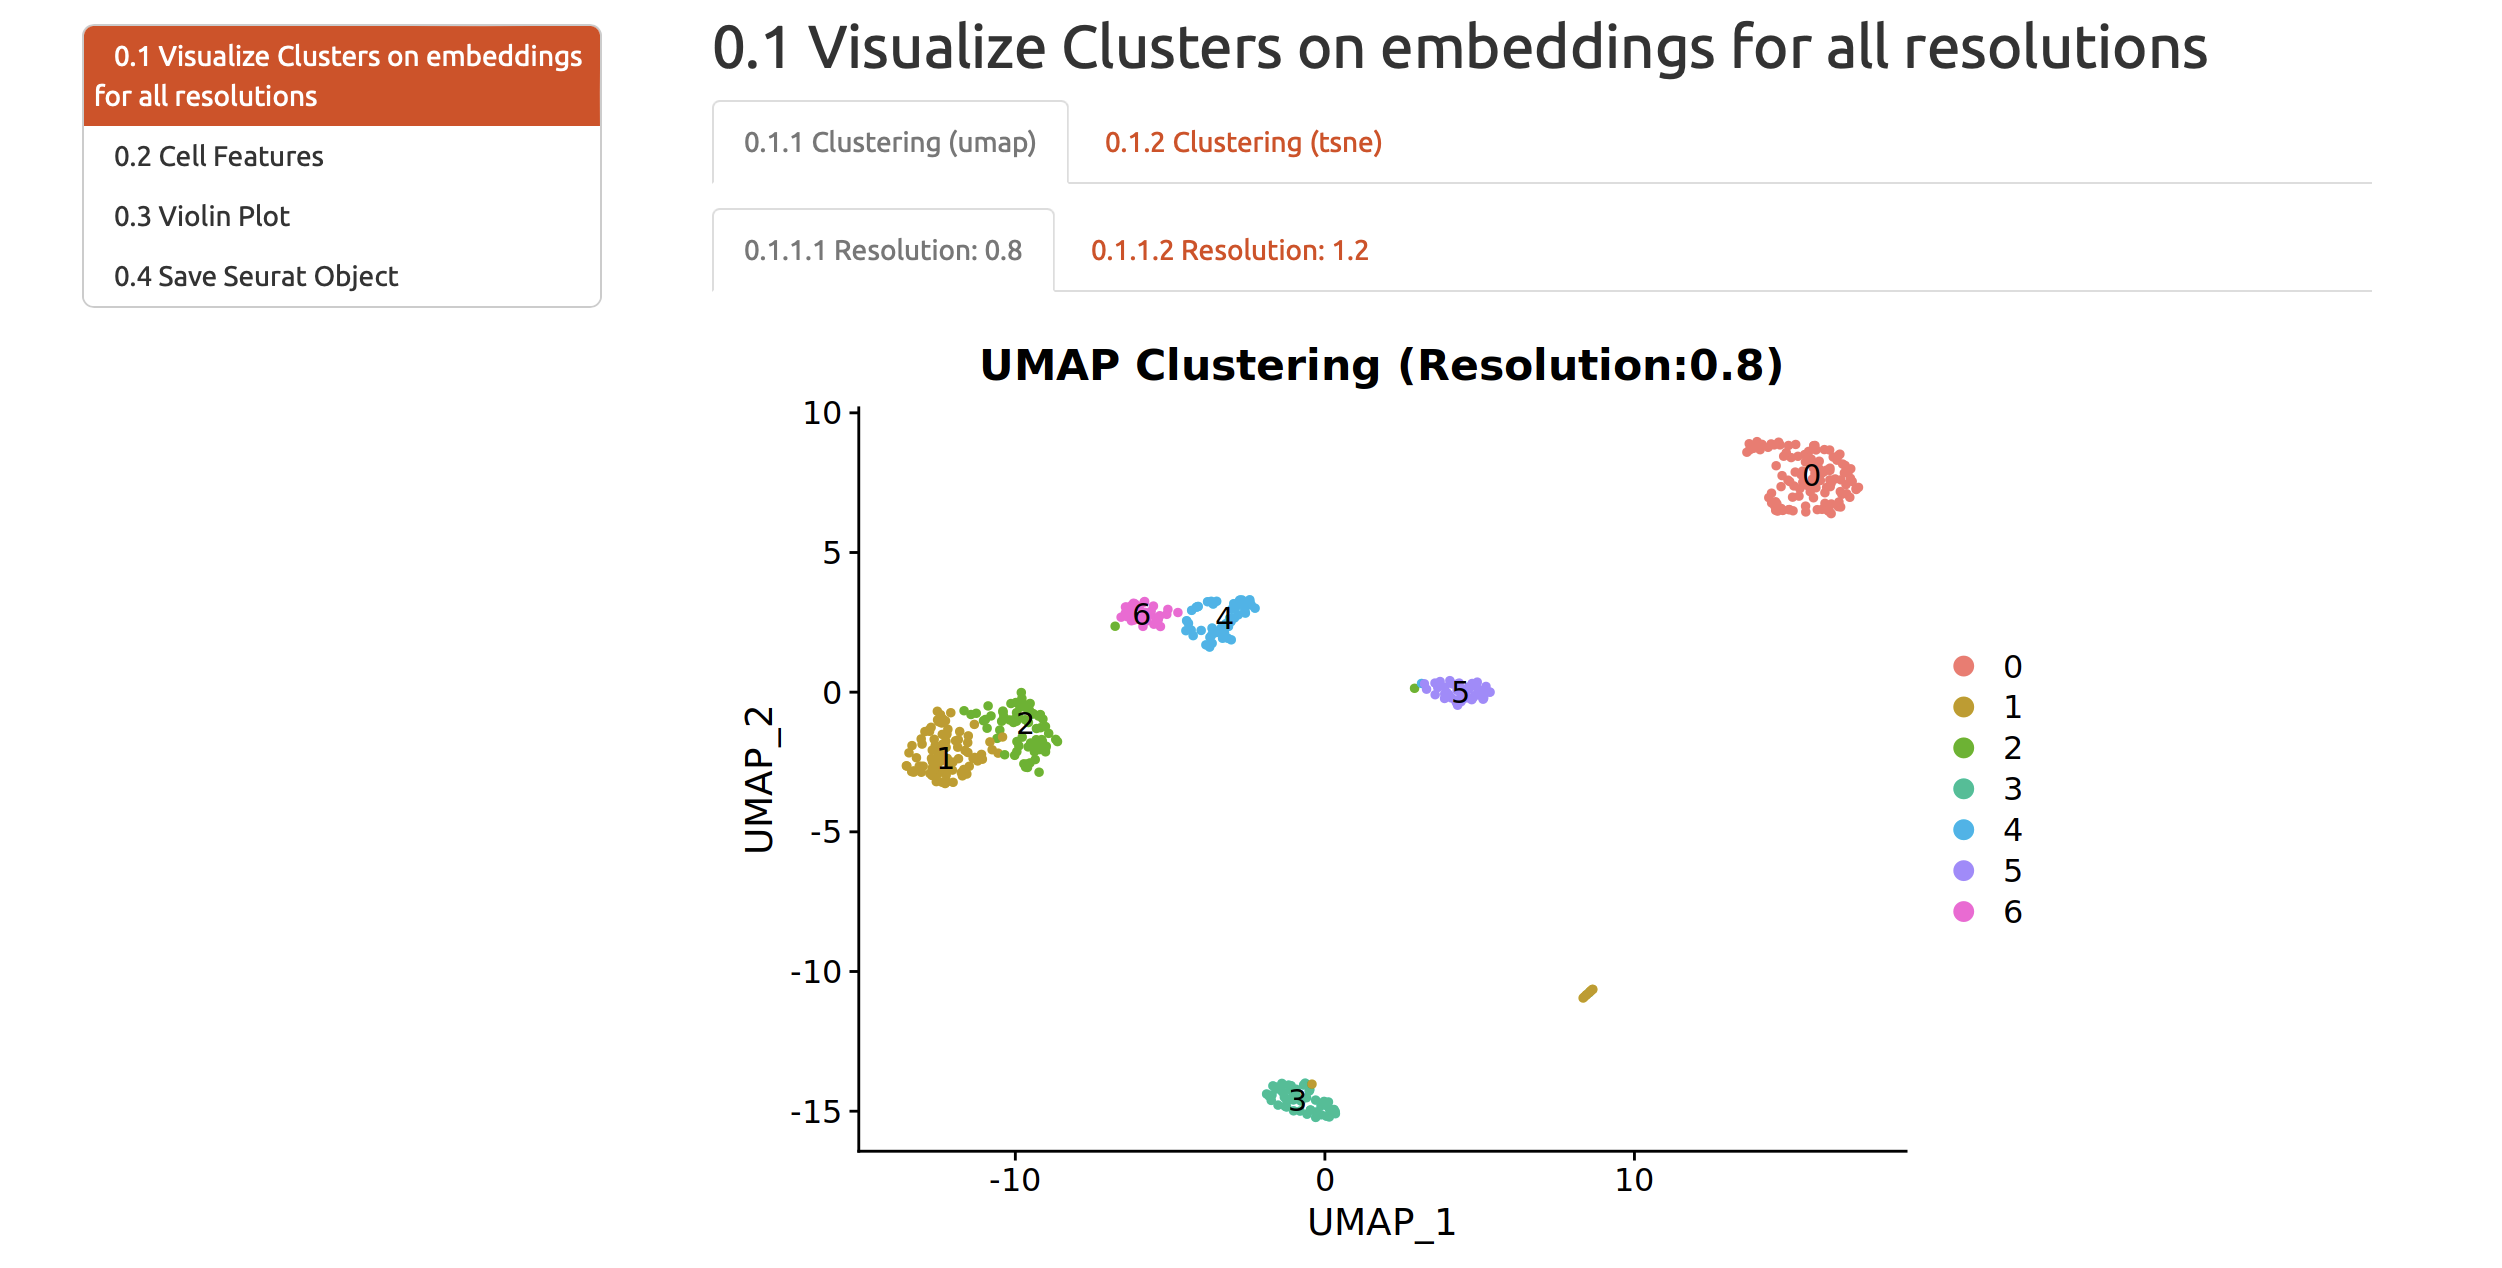 0.1 Visualize Clusters on embeddings
for all resolutions
0.2 Cell Features
0.3 Violin Plot
0.4 Save Seurat Object
0.1 Visualize Clusters on embeddings for all resolutions
0.1.1 Clustering (umap)
0.1.2 Clustering (tsne)
0.1.1.1 Resolution: 0.8
0.1.1.2 Resolution: 1.2
UMAP Clustering (Resolution:0.8)
10
5
0
-5
-10
-15
UMAP_2
0
6
4
5
2
1
3
-10
0
10
UMAP_1
0
1
2
3
4
5
6